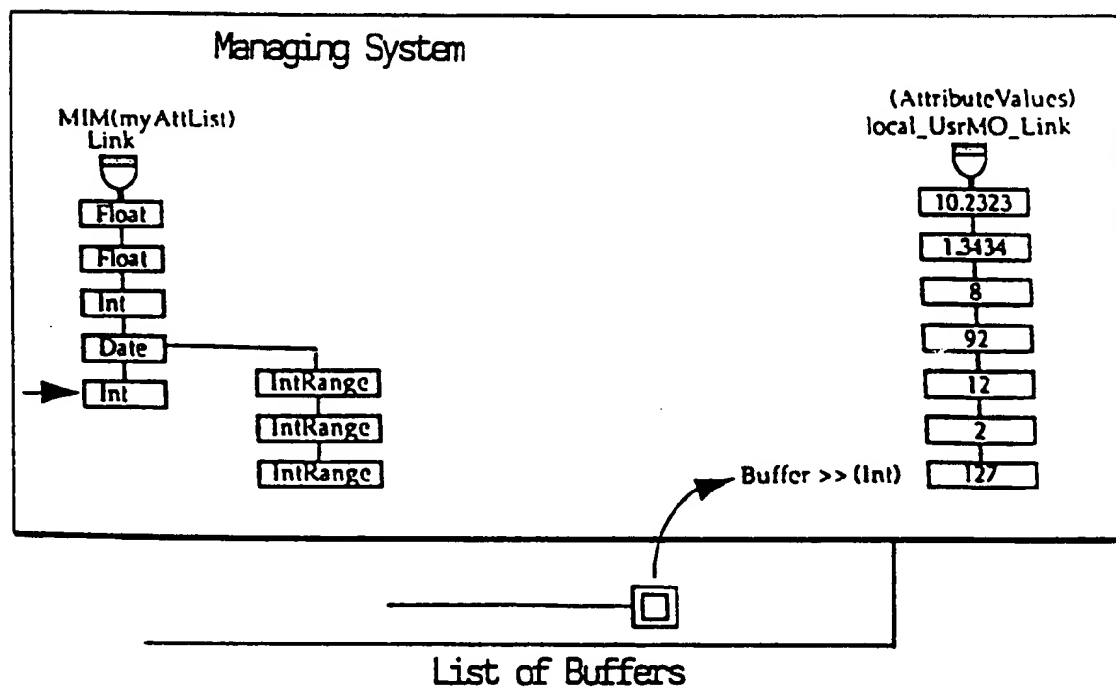 Managing System
MIM(myAttList)
Link
Float
Float
Int
Date
Int
IntRange
IntRange
IntRange
(AttributeValues)
local_UsrMO_Link
10.2323
1.3434
8
92
12
2
127
Buffer >> (Int)
List of Buffers